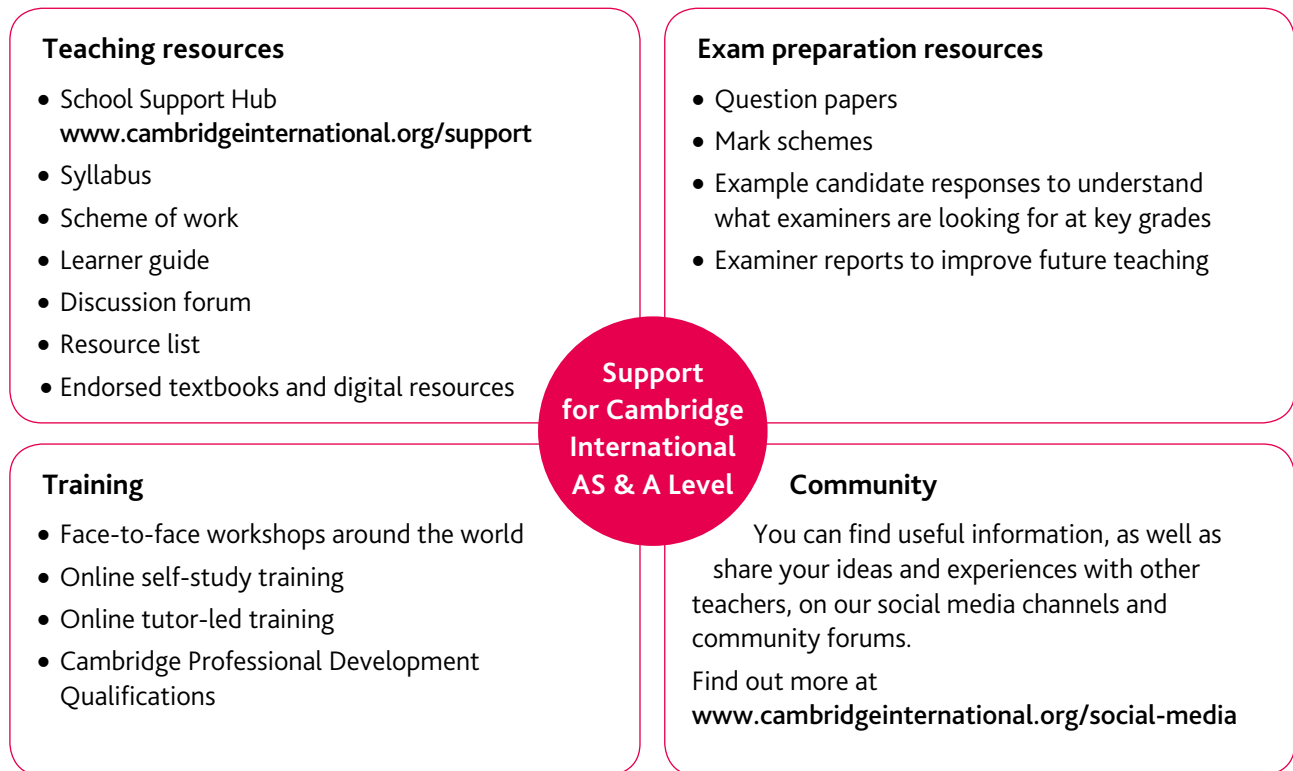 Teaching resources
• School Support Hub
www.cambridgeinternational.org/support
• Syllabus
• Scheme of work
• Learner guide
• Discussion forum
• Resource list
• Endorsed textbooks and digital resources
Exam preparation resources
• Question papers
• Mark schemes
• Example candidate responses to understand
what examiners are looking for at key grades
• Examiner reports to improve future teaching
Support
for Cambridge
International
AS & A Level
Training
• Face-to-face workshops around the world
• Online self-study training
• Online tutor-led training
• Cambridge Professional Development
Qualifications
Community
You can find useful information, as well as
share your ideas and experiences with other
teachers, on our social media channels and
community forums.
Find out more at
www.cambridgeinternational.org/social-media